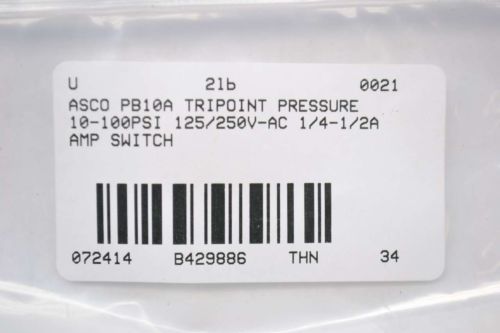 U 2lb 0021
ASCO PB10A TRIPOINT PRESSURE
10-100PSI 125/250V-AC 1/4-1/2A
AMP SWITCH
072414 B429886 THN 34